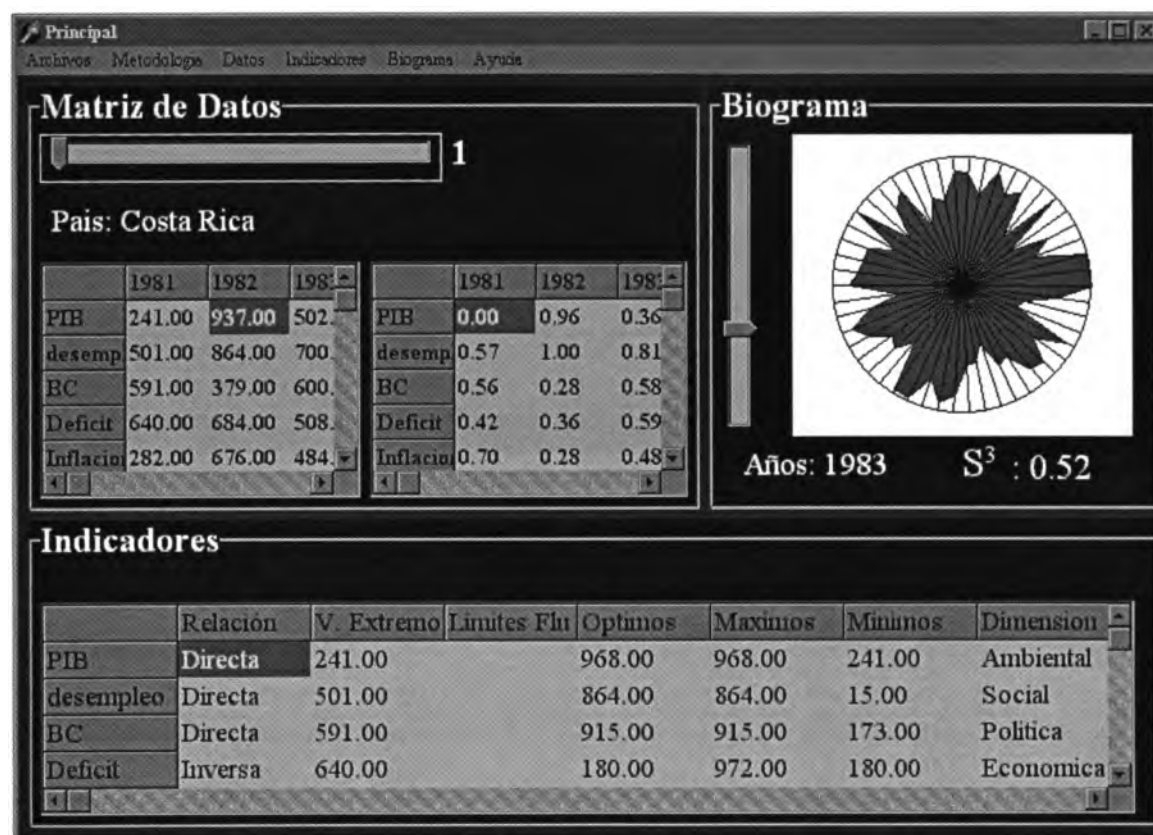 Principal
Archivos Metodologia Datos Indicadores Biograma Ayuda
Matriz de Datos
1
Pais: Costa Rica
1981 1982 198
PIB 241.00 937.00 502.
desemp 501.00 864.00 700.
BC 591.00 379.00 600.
Deficit 640.00 684.00 508.
Inflacio 282.00 676.00 484.
1981 1982 198
PIB 0.00 0.96 0.36
desemp 0.57 1.00 0.81
BC 0.56 0.28 0.58
Deficit 0.42 0.36 0.59
Inflacio 0.70 0.28 0.48
Biograma
Años: 1983 S³ : 0.52
Indicadores
Relación V. Extremo Limites Flu Optimos Maximos Minimos Dimension
PIB Directa 241.00 968.00 968.00 241.00 Ambiental
desempleo Directa 501.00 864.00 864.00 15.00 Social
BC Directa 591.00 915.00 915.00 173.00 Politica
Deficit Inversa 640.00 180.00 972.00 180.00 Economica